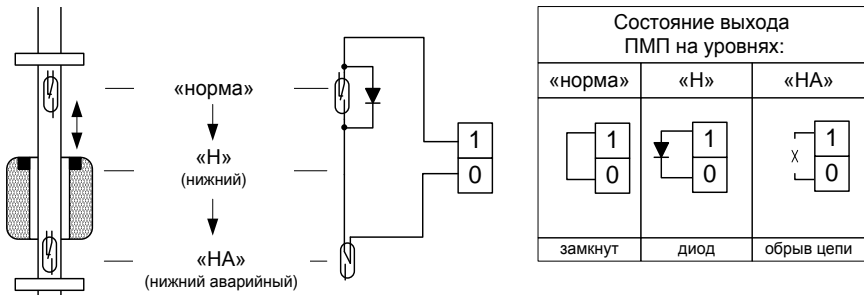 «норма»
«Н»
(нижний)
«НА»
(нижний аварийный)
1
0
Состояние выхода
ПМП на уровнях:
«норма» «Н» «НА»
1 1 1
0 0 0
замкнут диод обрыв цепи